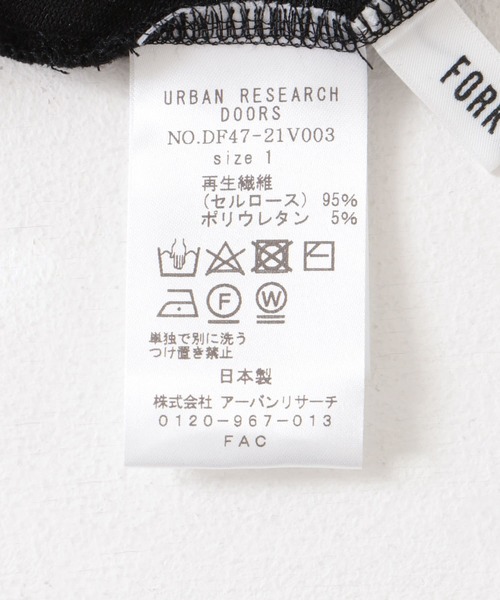 URBAN RESEARCH
DOORS
NO.DF47-21V003
size 1
再生繊維
(セルロース) 95%
ポリウレタン 5%
F
W
単独で別に洗う
つけ置き禁止
日本製
株式会社 アーバンリサーチ
0120-967-013
FAC
FORK